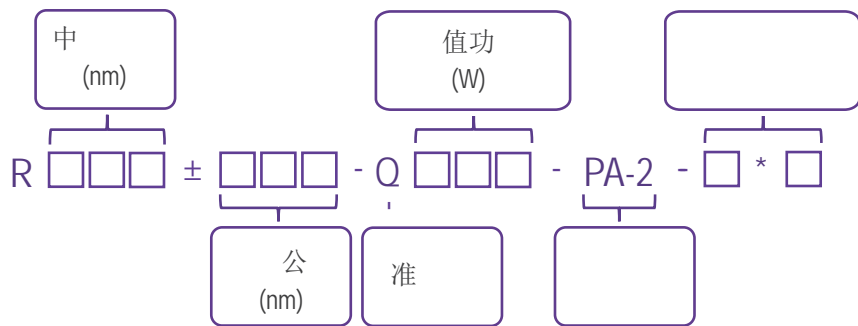 中
(nm)
值功
(W)
R □□□ ± □□□ - Q □□□ - PA-2 - □ * □
公
(nm)
准